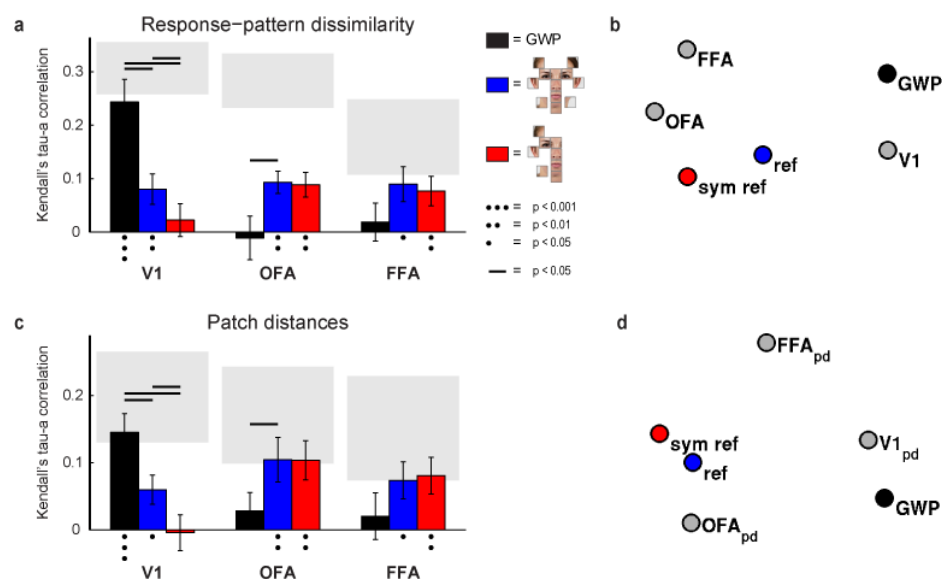 a
Response−pattern dissimilarity
Kendall's tau-a correlation
0.3
0.2
0.1
0
V1
OFA
FFA
= GWP
=
=
= p < 0.001
= p < 0.01
= p < 0.05
= p < 0.05
b
FFA
GWP
OFA
ref
V1
sym ref
c
Patch distances
Kendall's tau-a correlation
0.2
0.1
0
V1
OFA
FFA
d
FFApd
sym ref
V1pd
ref
GWP
OFApd